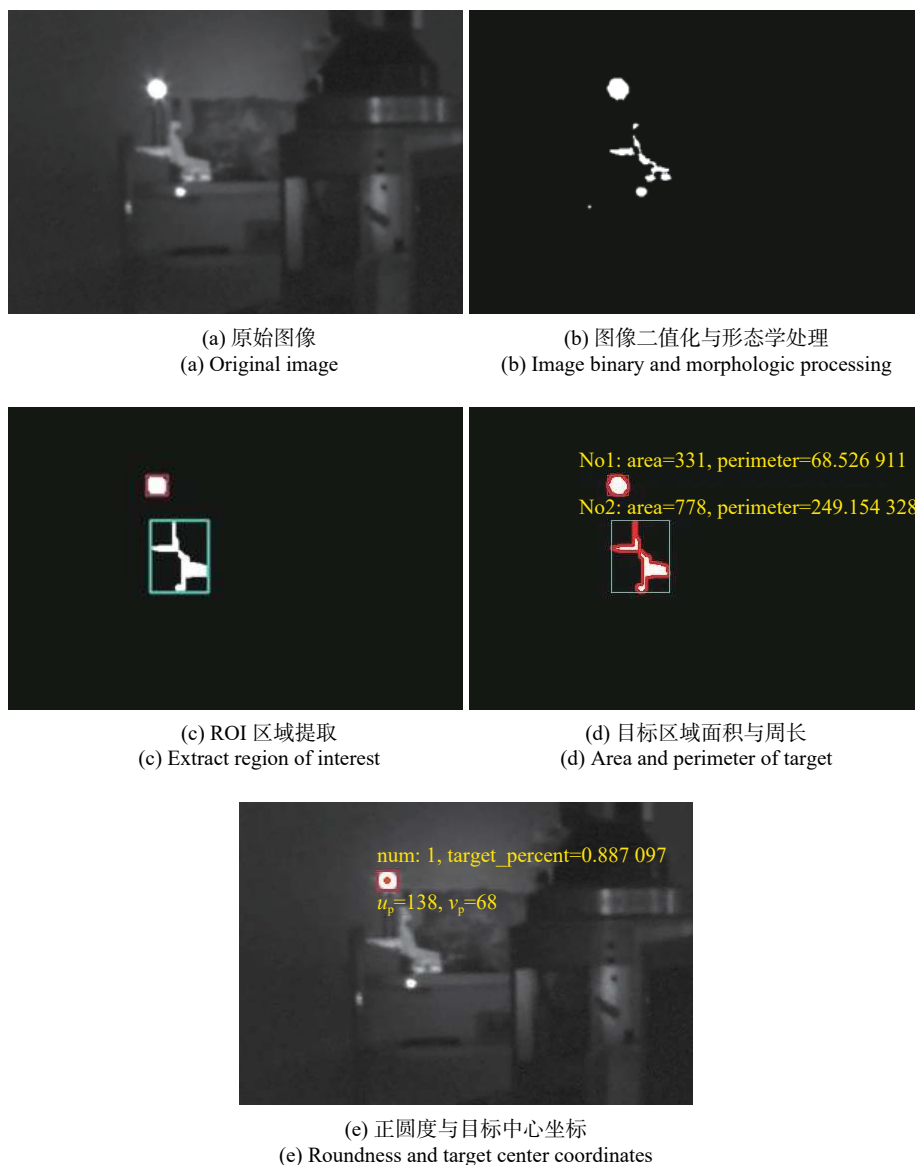 (a) 原始图像
(a) Original image
(b) 图像二值化与形态学处理
(b) Image binary and morphologic processing
No1: area=331, perimeter=68.526 911
No2: area=778, perimeter=249.154 328
(c) ROI 区域提取
(c) Extract region of interest
(d) 目标区域面积与周长
(d) Area and perimeter of target
num: 1, target_percent=0.887 097
uₚ=138, vₚ=68
(e) 正圆度与目标中心坐标
(e) Roundness and target center coordinates